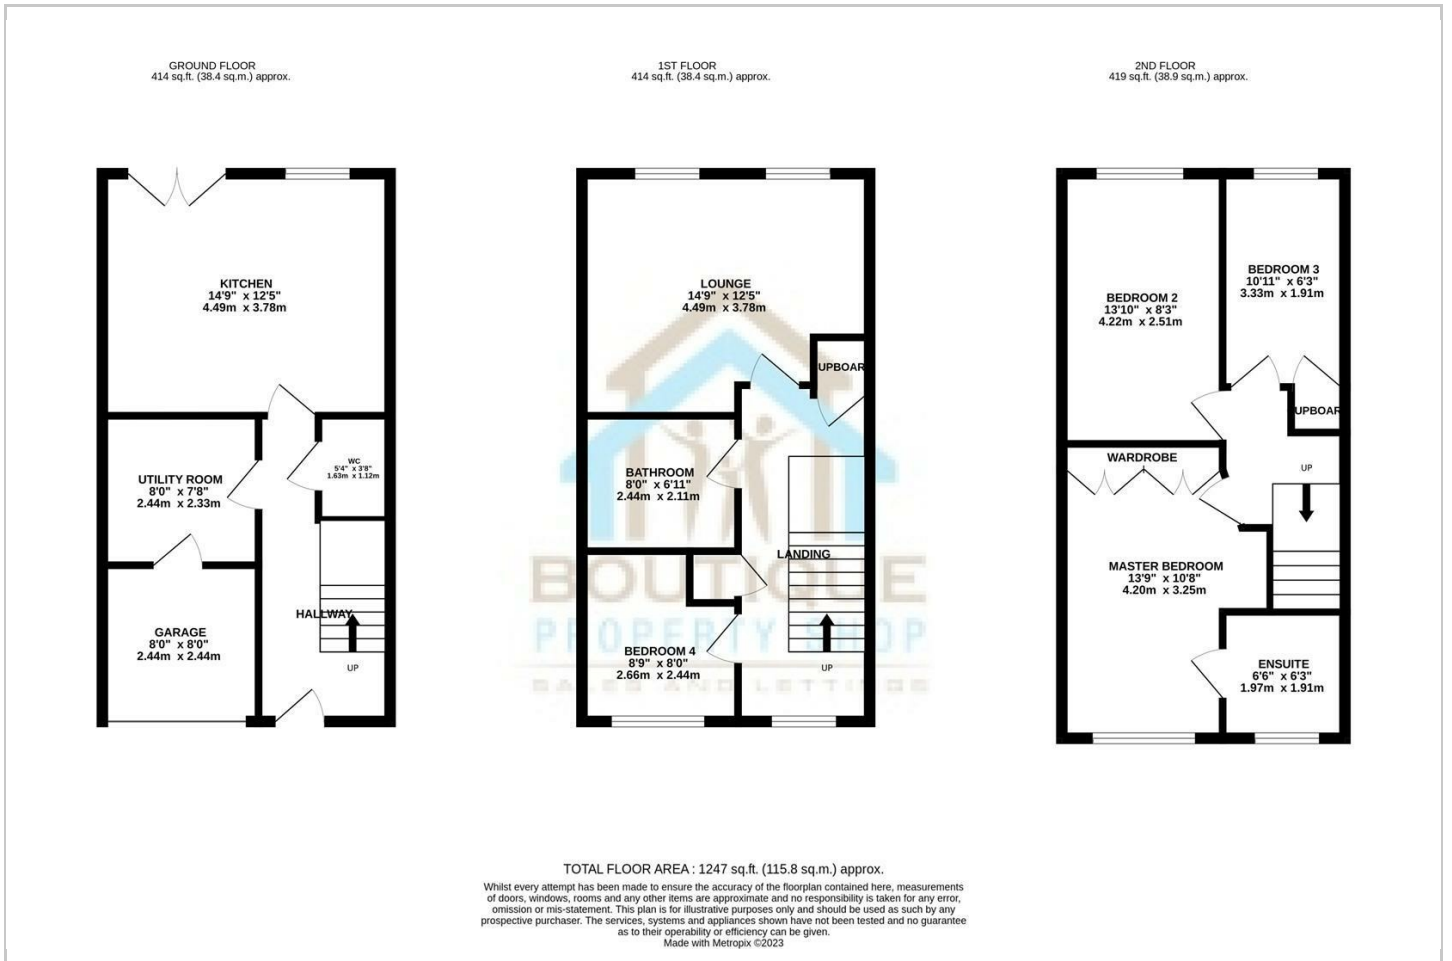 GROUND FLOOR
414 sq.ft. (38.4 sq.m.) approx.
KITCHEN
14'9" x 12'5"
4.49m x 3.78m
UTILITY ROOM
8'0" x 7'8"
2.44m x 2.33m
WC
5'4" x 3'8"
1.63m x 1.12m
HALLWAY
GARAGE
8'0" x 8'0"
2.44m x 2.44m
UP
1ST FLOOR
414 sq.ft. (38.4 sq.m.) approx.
LOUNGE
14'9" x 12'5"
4.49m x 3.78m
UPBOAR
BATHROOM
8'0" x 6'11"
2.44m x 2.11m
LANDING
BEDROOM 4
8'9" x 8'0"
2.66m x 2.44m
UP
BOUTIQUE
PROPERTY SHOP
SALES AND LETTINGS
2ND FLOOR
419 sq.ft. (38.9 sq.m.) approx.
BEDROOM 2
13'10" x 8'3"
4.22m x 2.51m
BEDROOM 3
10'11" x 6'3"
3.33m x 1.91m
UPBOAR
WARDROBE
UP
MASTER BEDROOM
13'9" x 10'8"
4.20m x 3.25m
ENSUITE
6'6" x 6'3"
1.97m x 1.91m
TOTAL FLOOR AREA : 1247 sq.ft. (115.8 sq.m.) approx.
Whilst every attempt has been made to ensure the accuracy of the floorplan contained here, measurements
of doors, windows, rooms and any other items are approximate and no responsibility is taken for any error,
omission or mis-statement. This plan is for illustrative purposes only and should be used as such by any
prospective purchaser. The services, systems and appliances shown have not been tested and no guarantee
as to their operability or efficiency can be given.
Made with Metropix ©2023